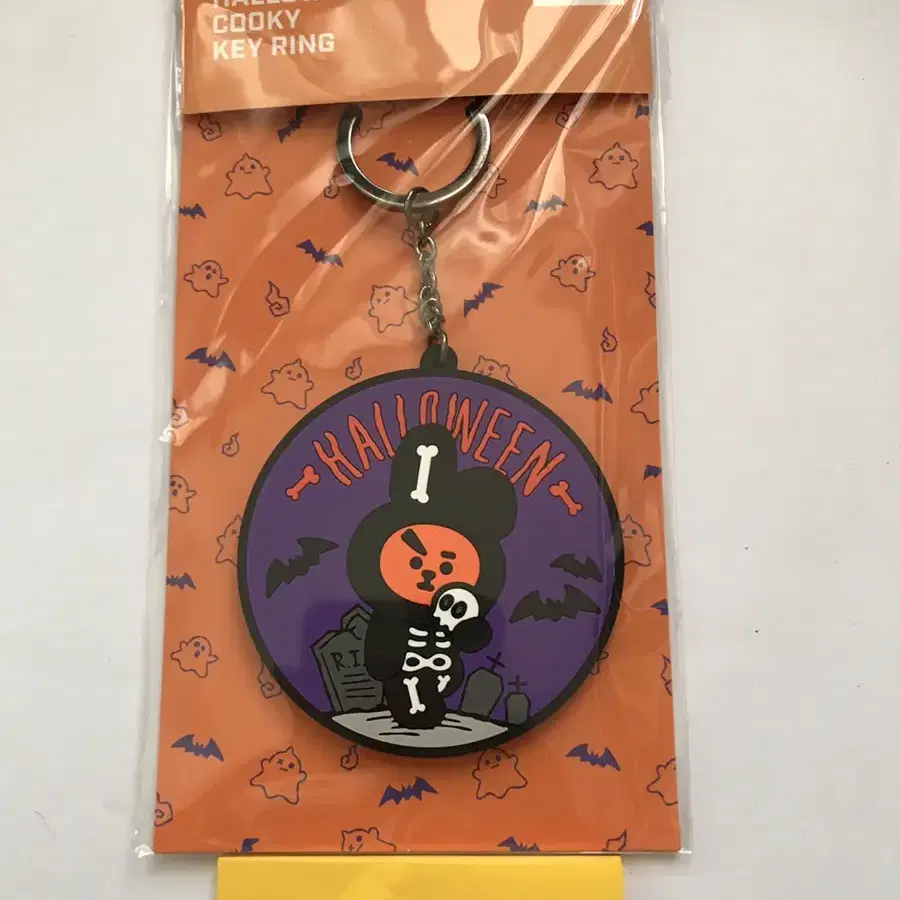 COOKY
KEY RING
HALLOWEEN
R.I.